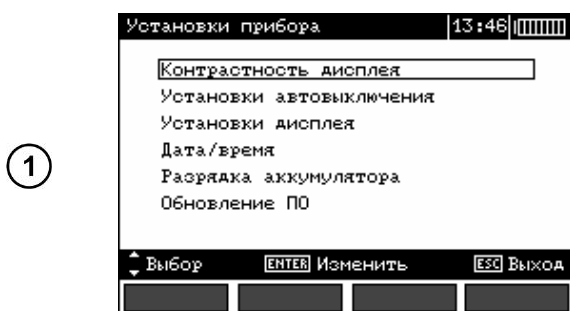 Установки прибора 13:46
Контрастность дисплея
Установки автовыключения
Установки дисплея
Дата/время
1
Разрядка аккумулятора
Обновление ПО
Выбор ENTER Изменить ESC Выход